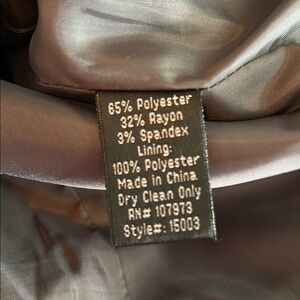 65% Polyester
32% Rayon
3% Spandex
Lining:
100% Polyester
Made in China
Dry Clean Only
RN# 107973
Style#: 15003